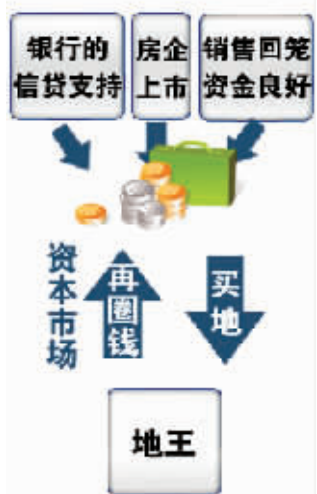 银行的
信贷支持
房企
上市
销售回笼
资金良好
资本市场
再圈钱
买地
地王